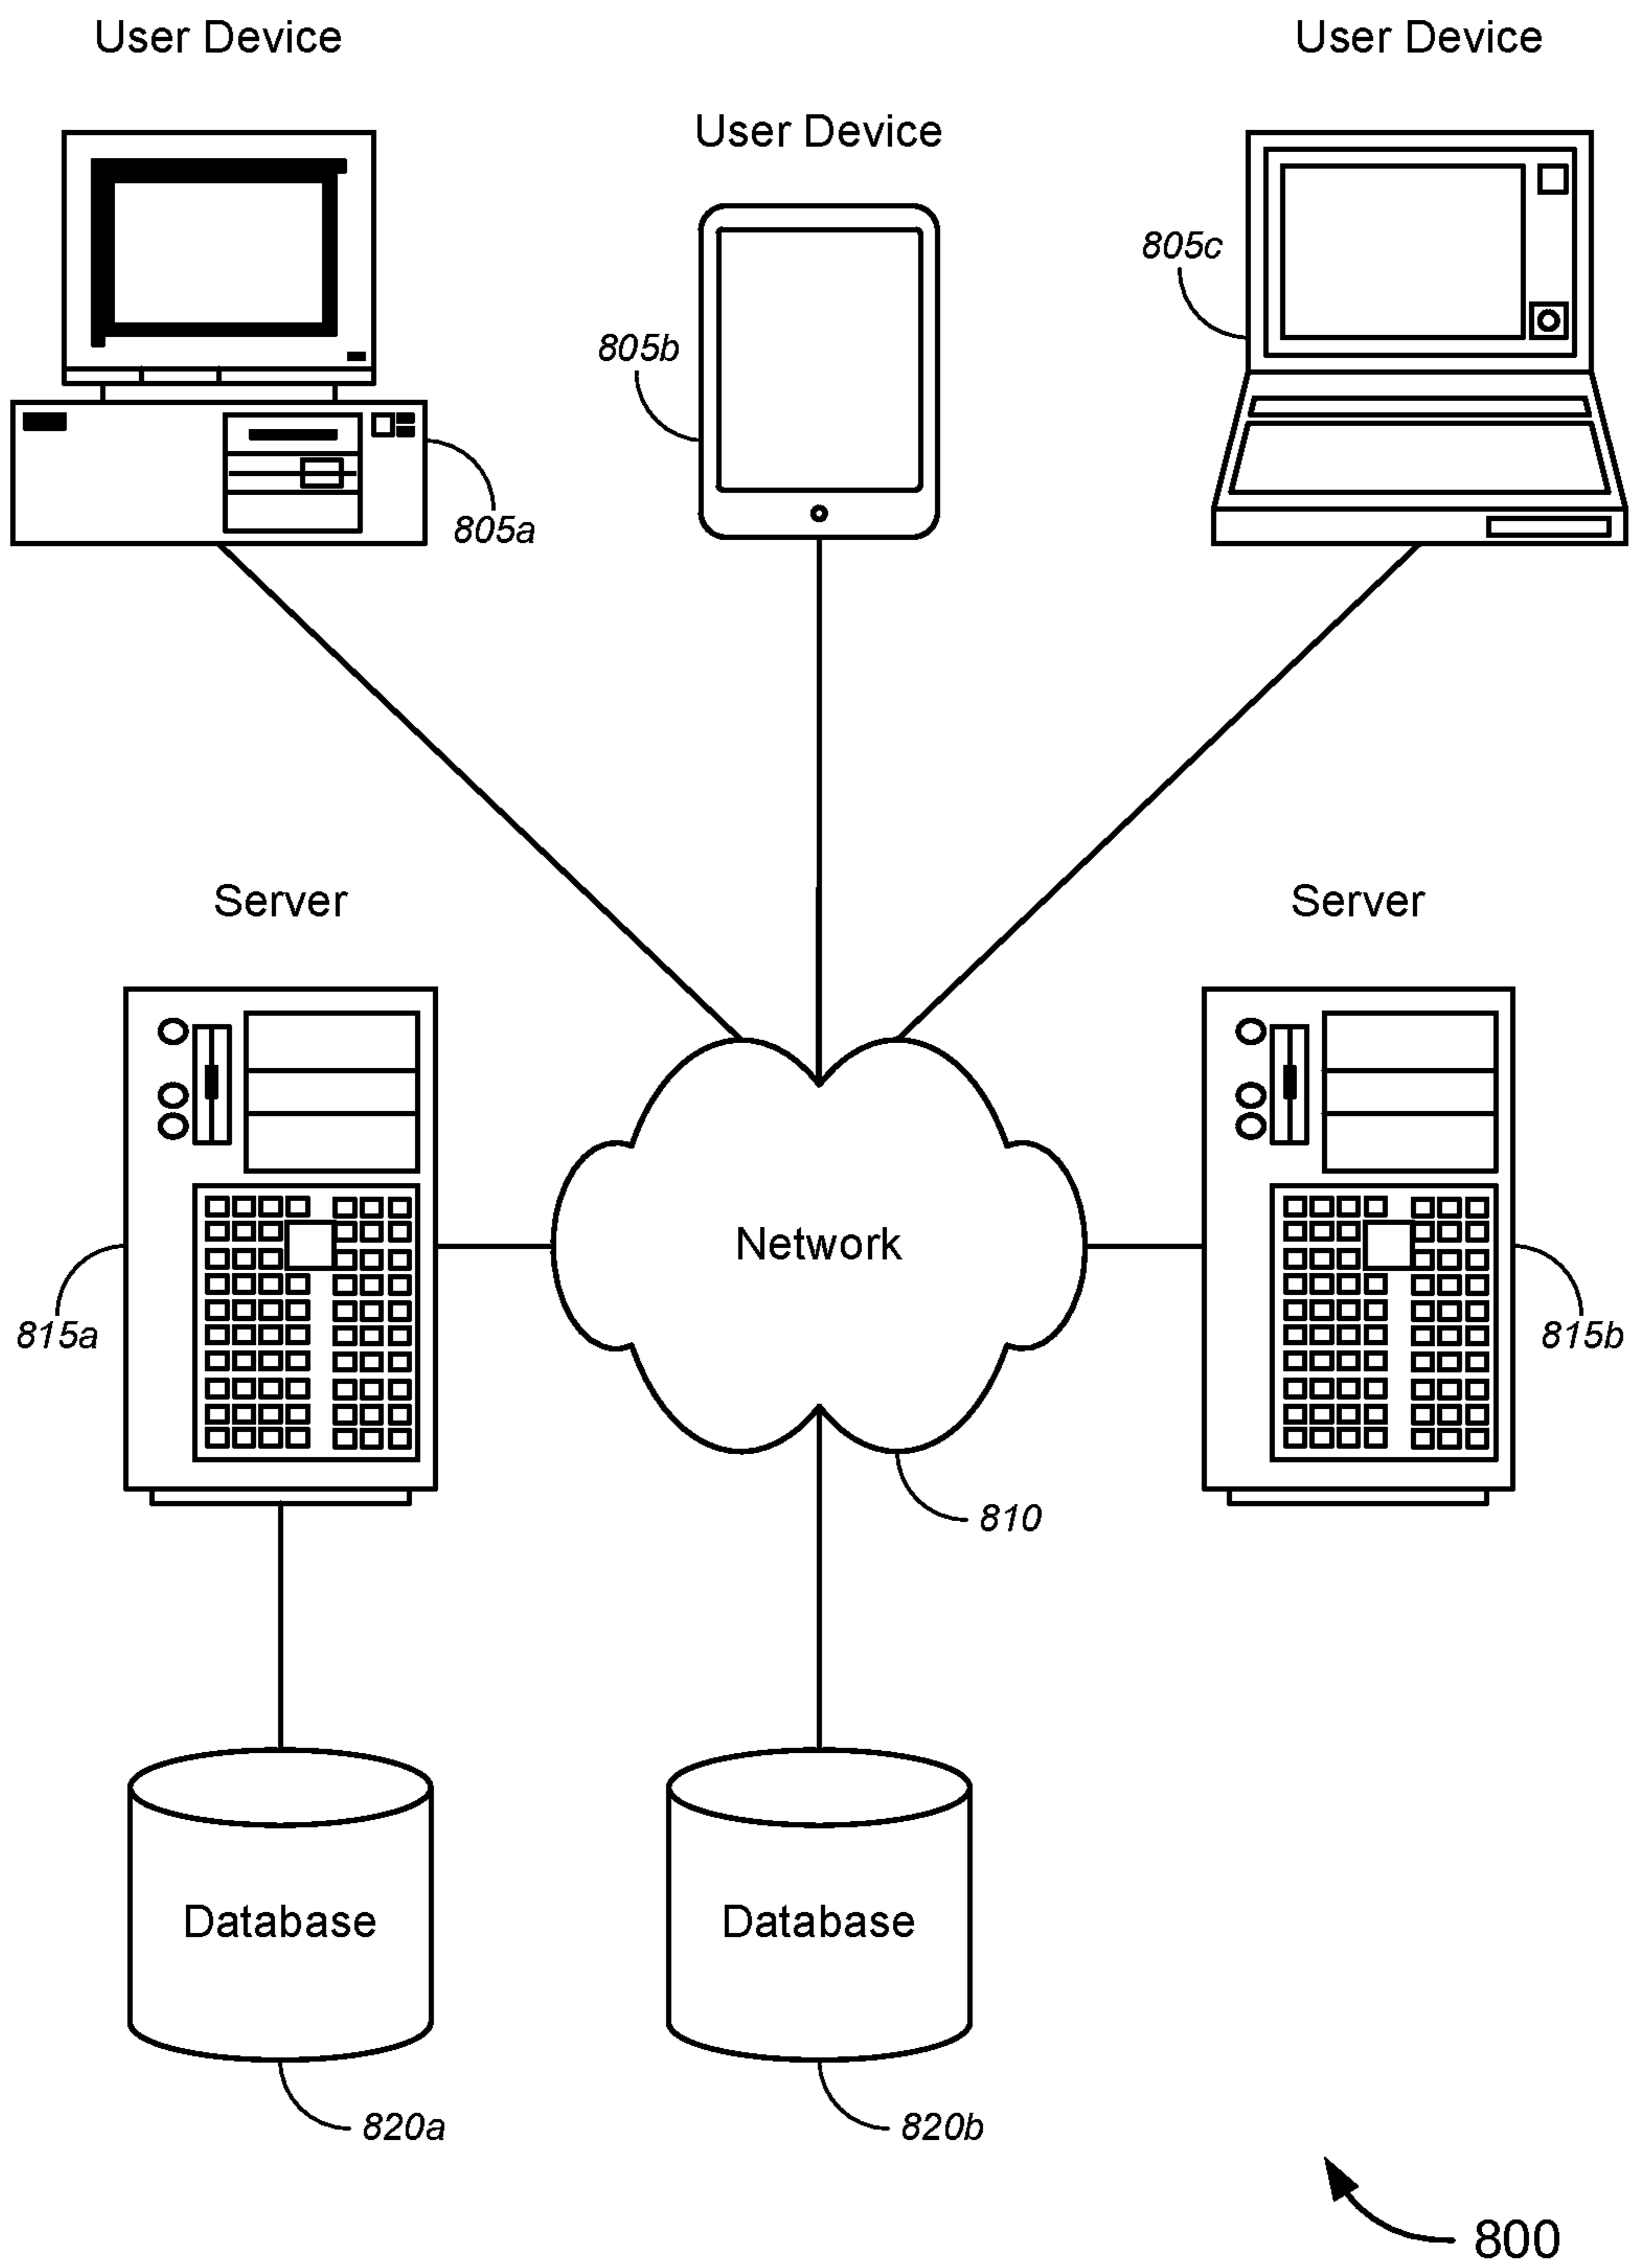 User Device
User Device
User Device
805c
805b
805a
Server
Server
Network
815a
815b
810
Database
Database
820a
820b
800